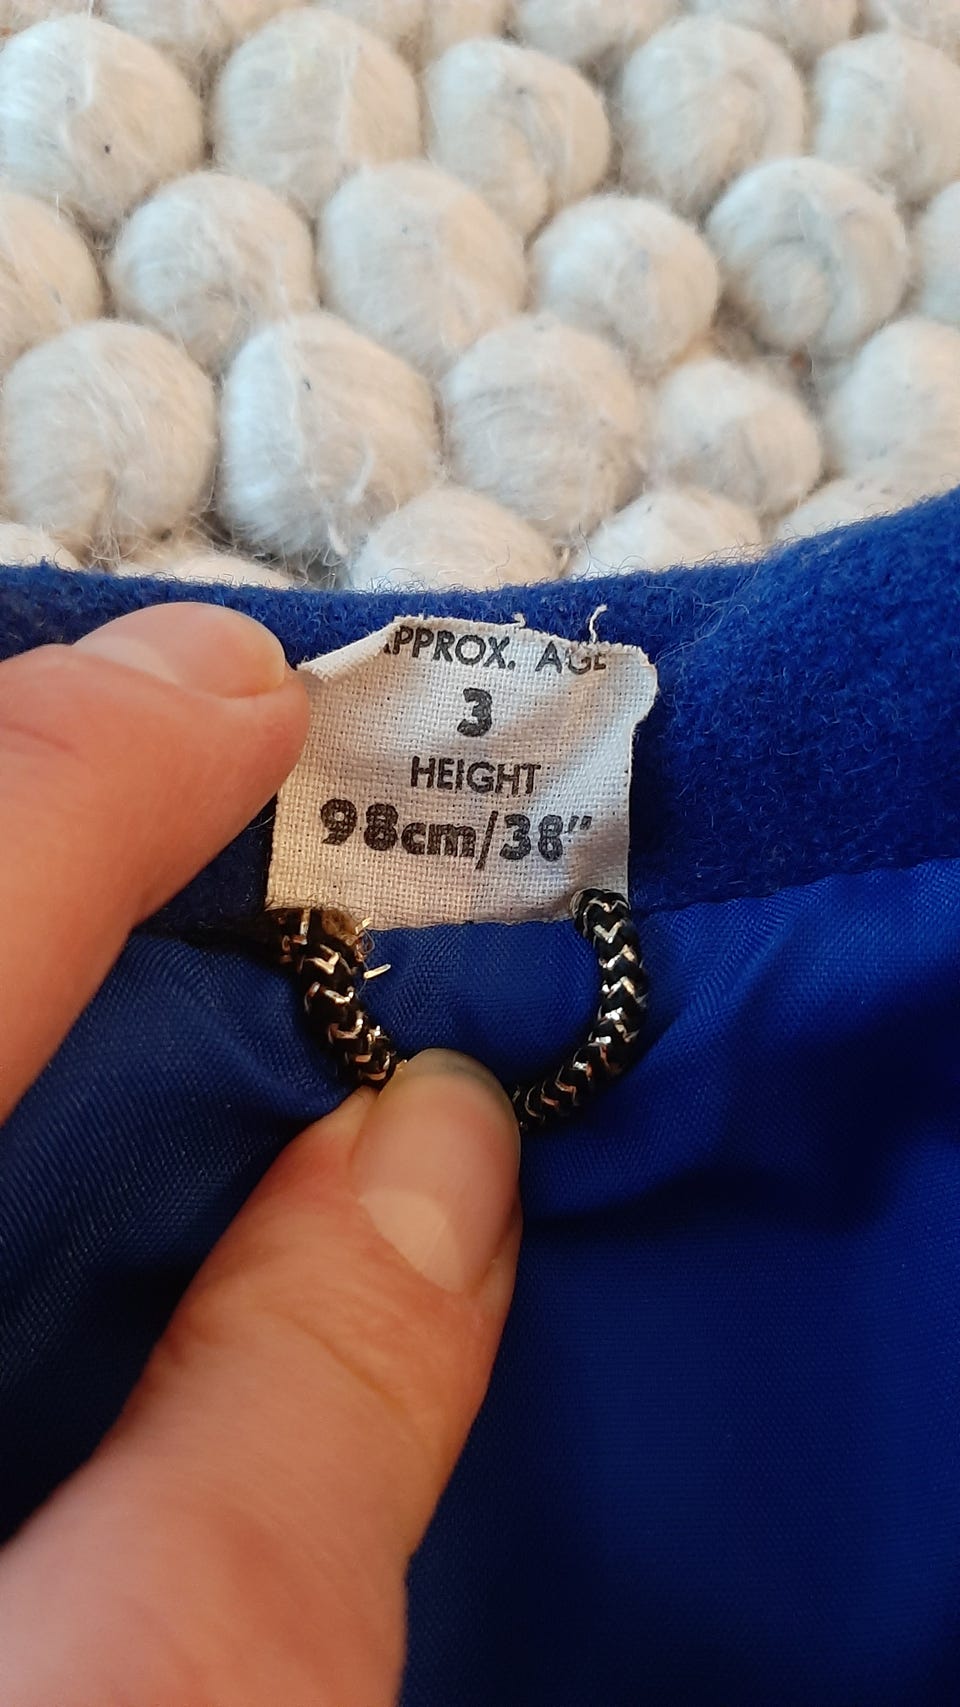 APPROX. AGE
3
HEIGHT
98cm/38"